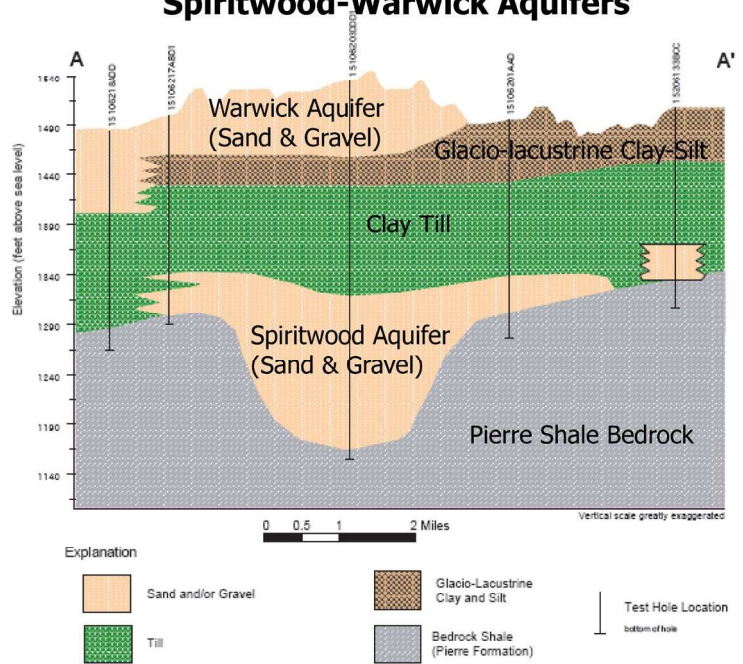 Spiritwood-Warwick Aquifers
A
A'
15106218ADD
15106217ABD1
15106203DDD1
15106201AAD
15206133BCC
Elevation (feet above sea level)
1540
1490
1440
1390
1340
1290
1240
1190
1140
Warwick Aquifer
(Sand & Gravel)
Glacio-lacustrine Clay-Silt
Clay Till
Spiritwood Aquifer
(Sand & Gravel)
Pierre Shale Bedrock
Vertical scale greatly exaggerated
0 0.5 1 2 Miles
Explanation
Sand and/or Gravel
Till
Glacio-Lacustrine
Clay and Silt
Bedrock Shale
(Pierre Formation)
Test Hole Location
bottom of hole